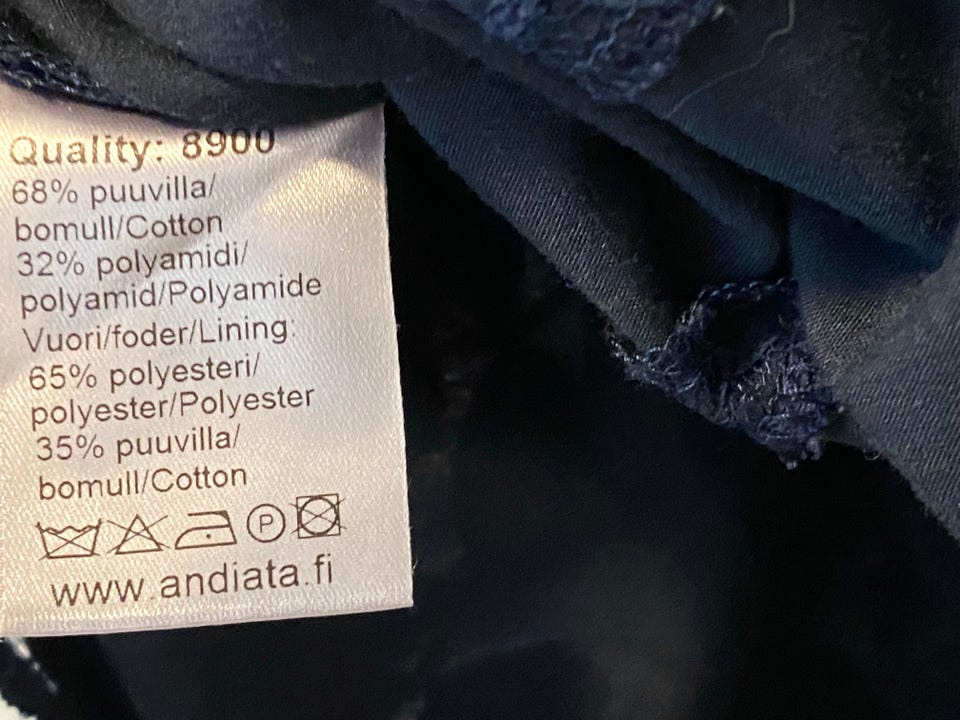 Quality: 8900
68% puuvilla/
bomull/Cotton
32% polyamidi/
polyamid/Polyamide
Vuori/foder/Lining:
65% polyesteri/
polyester/Polyester
35% puuvilla/
bomull/Cotton
P
www.andiata.fi